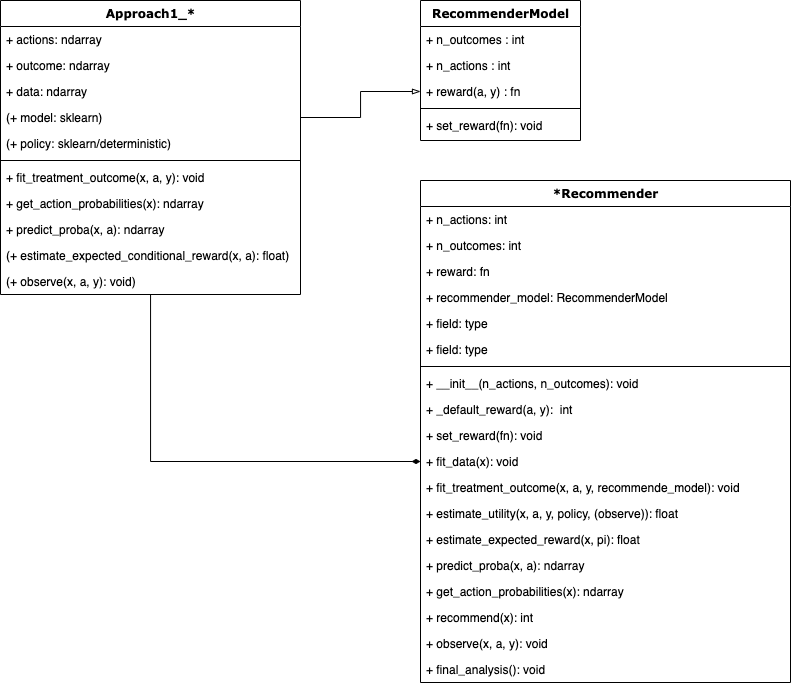 Approach1_*
+ actions: ndarray
+ outcome: ndarray
+ data: ndarray
(+ model: sklearn)
(+ policy: sklearn/deterministic)
+ fit_treatment_outcome(x, a, y): void
+ get_action_probabilities(x): ndarray
+ predict_proba(x, a): ndarray
(+ estimate_expected_conditional_reward(x, a): float)
(+ observe(x, a, y): void)
RecommenderModel
+ n_outcomes : int
+ n_actions : int
+ reward(a, y) : fn
+ set_reward(fn): void
*Recommender
+ n_actions: int
+ n_outcomes: int
+ reward: fn
+ recommender_model: RecommenderModel
+ field: type
+ field: type
+ __init__(n_actions, n_outcomes): void
+ _default_reward(a, y):  int
+ set_reward(fn): void
+ fit_data(x): void
+ fit_treatment_outcome(x, a, y, recommende_model): void
+ estimate_utility(x, a, y, policy, (observe)): float
+ estimate_expected_reward(x, pi): float
+ predict_proba(x, a): ndarray
+ get_action_probabilities(x): ndarray
+ recommend(x): int
+ observe(x, a, y): void
+ final_analysis(): void